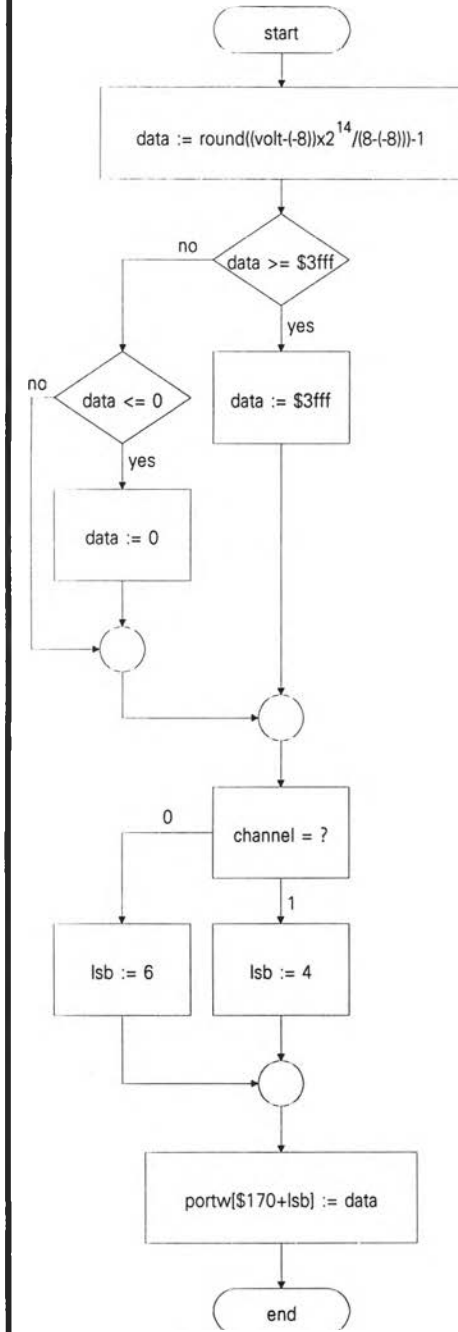 start
data := round((volt-(-8))x2^14/(8-(-8)))-1
no
data >= $3fff
yes
no
data <= 0
data := $3fff
yes
data := 0
0
channel = ?
1
lsb := 6
lsb := 4
portw[$170+lsb] := data
end